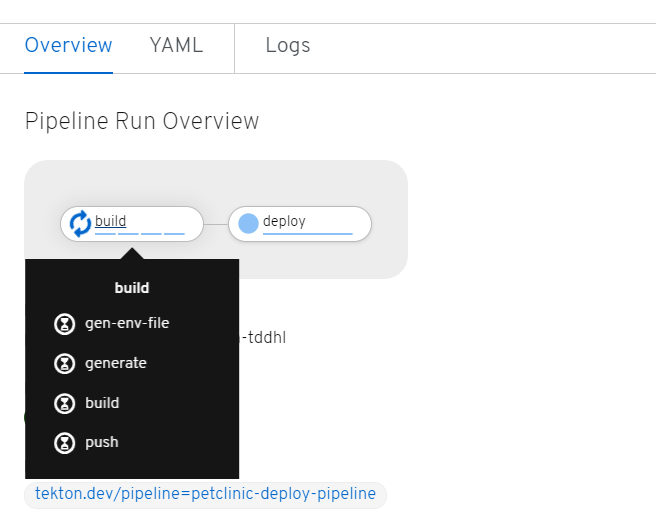 Overview YAML Logs
Pipeline Run Overview
build deploy
build
gen-env-file
-tddhl
generate
build
push
tekton.dev/pipeline=petclinic-deploy-pipeline